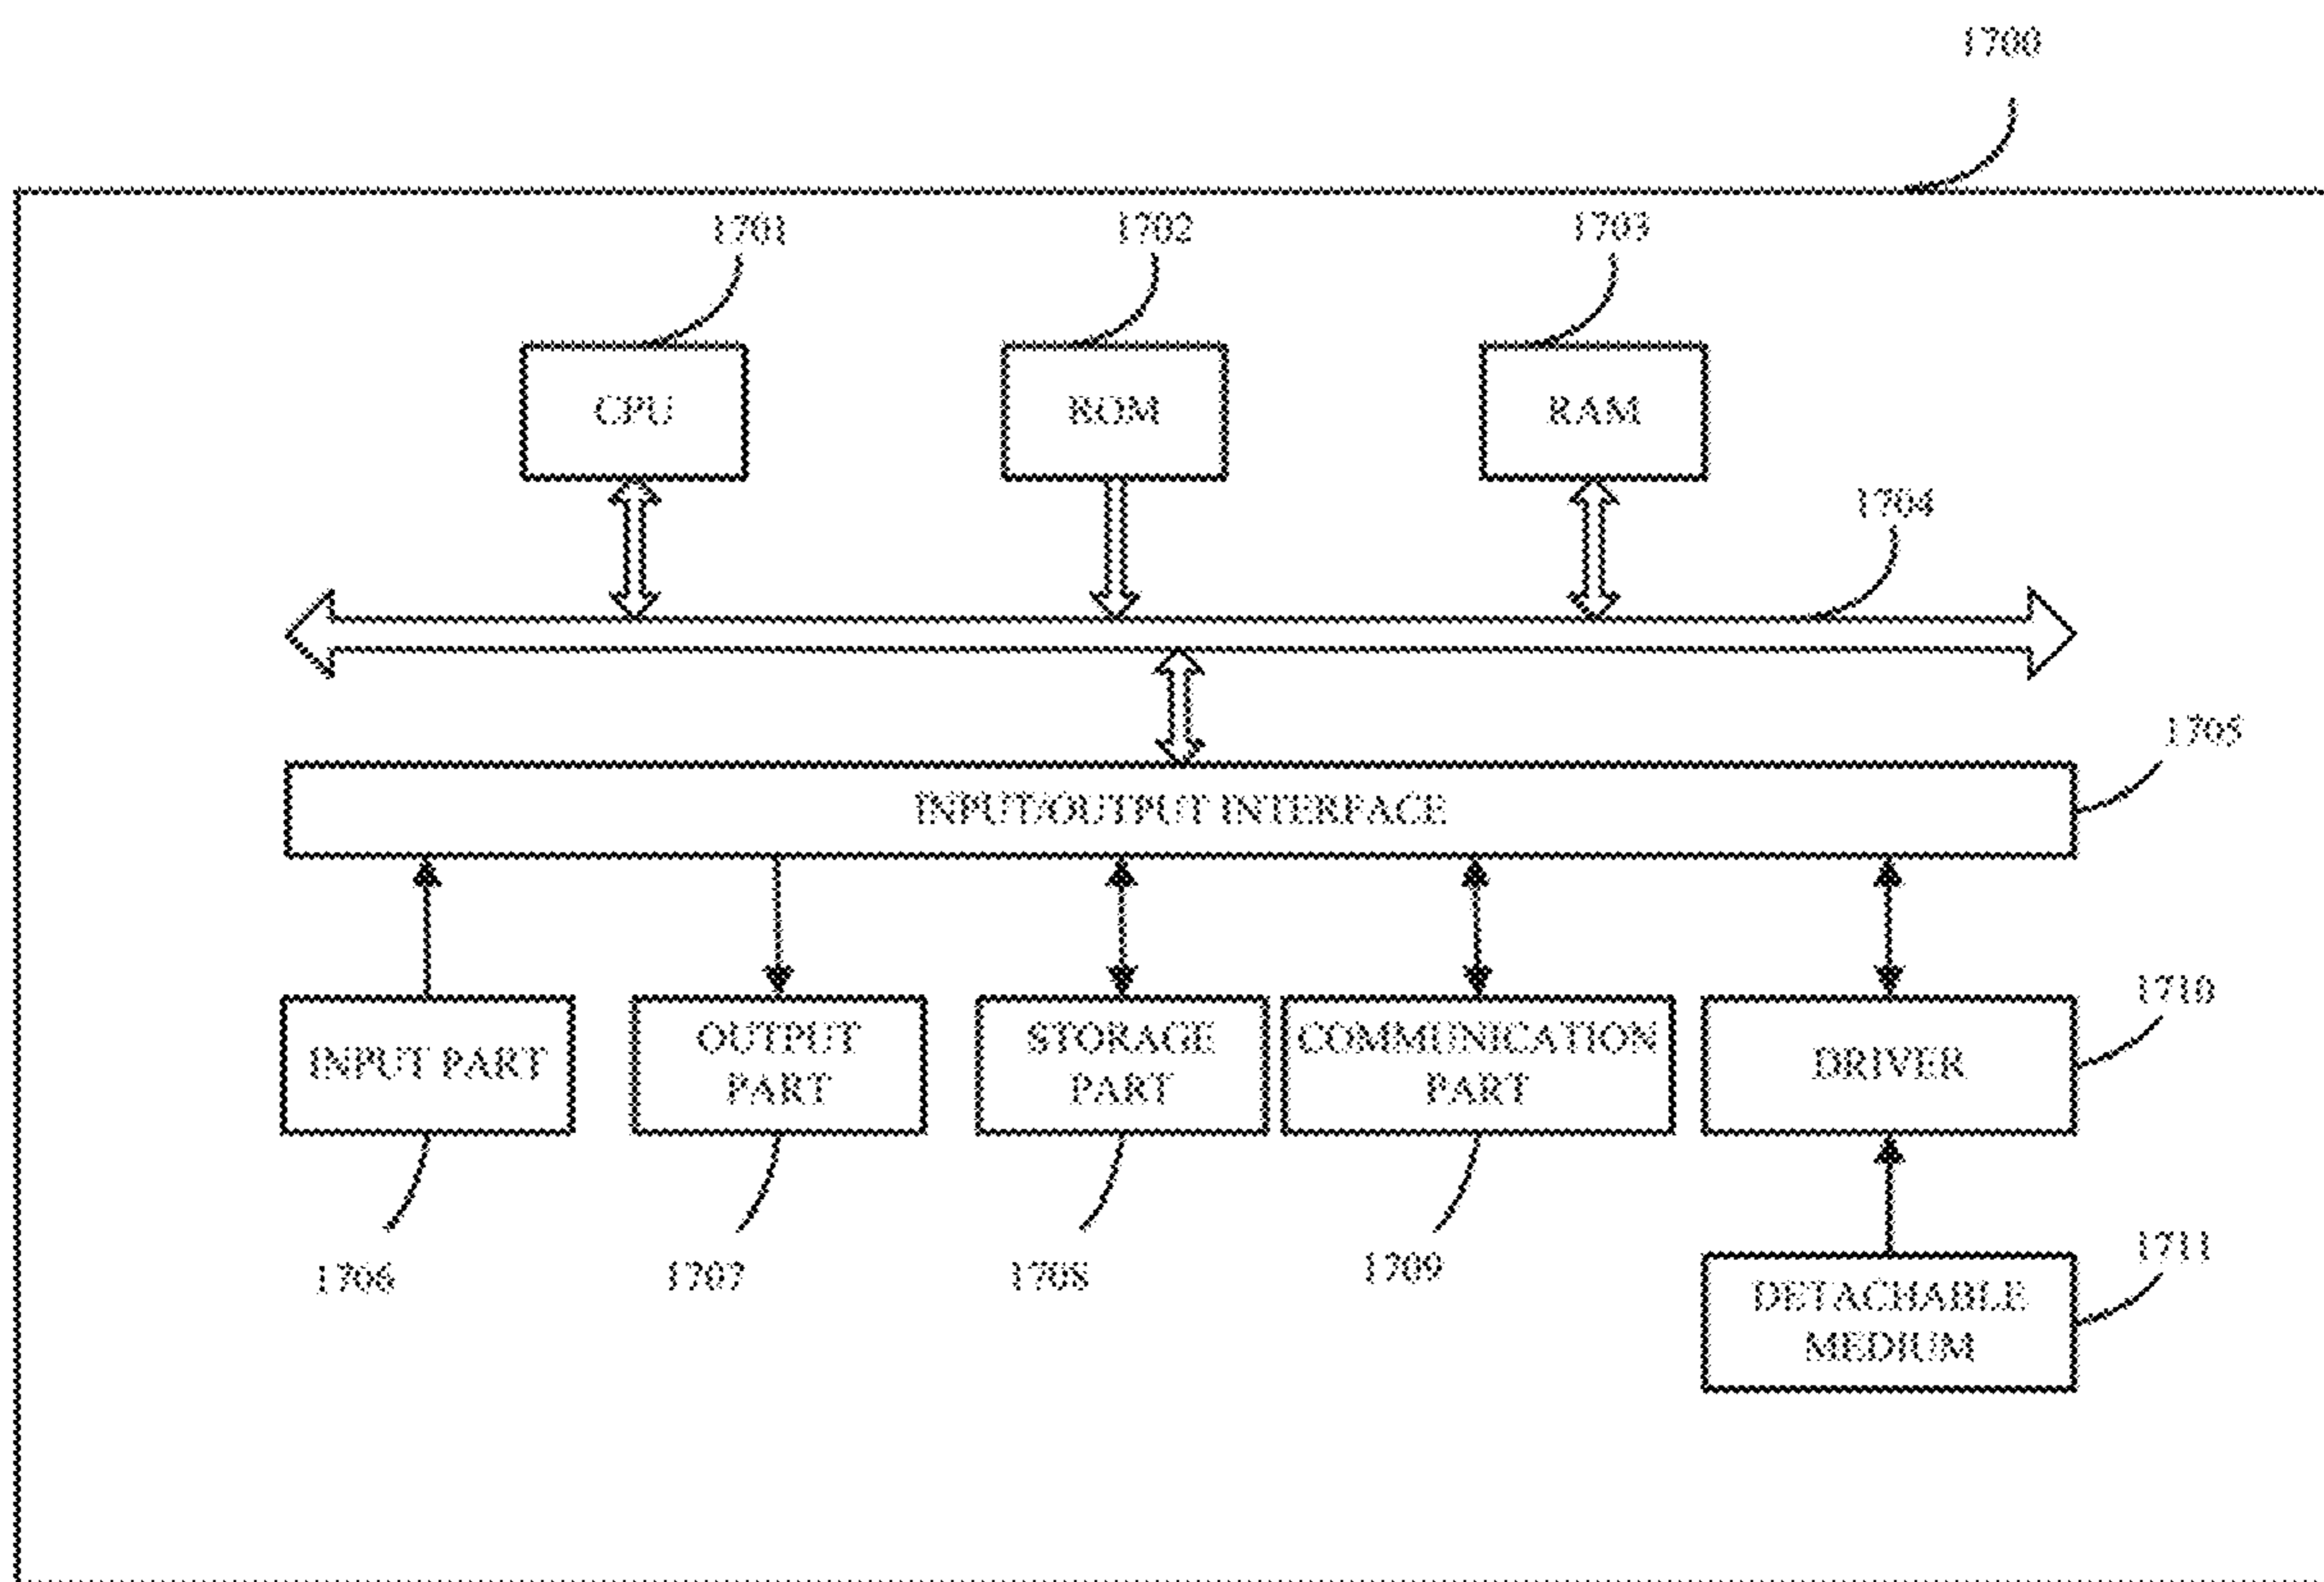 1700
1701
1702
1703
CPU
ROM
RAM
1704
1705
INPUT/OUTPUT INTERFACE
1710
INPUT PART
OUTPUT
PART
STORAGE
PART
COMMUNICATION
PART
DRIVER
1706
1707
1708
1709
1711
DETACHABLE
MEDIUM